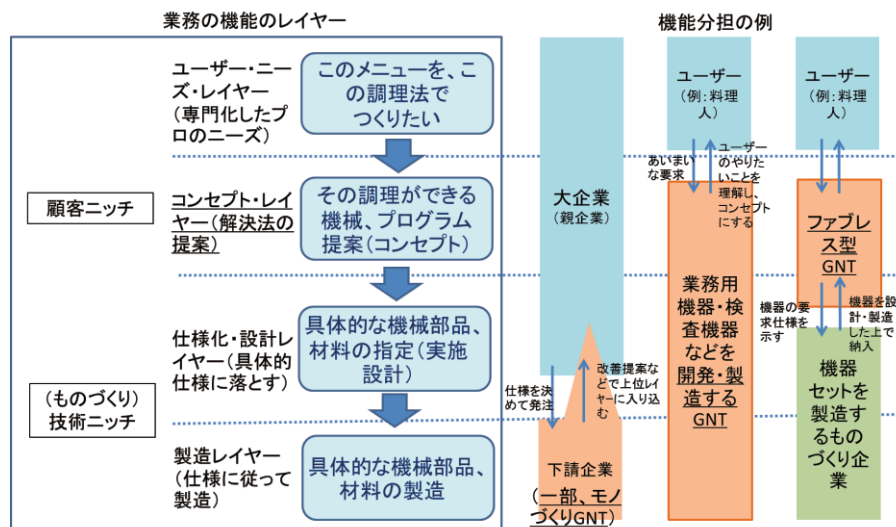 業務の機能のレイヤー
ユーザー・ニー
ズ・レイヤー
(専門化したプ
ロのニーズ)
このメニューを、こ
の調理法で
つくりたい
顧客ニッチ
コンセプト・レイ
ヤー(解決法の
提案)
その調理ができる
機械、プログラム
提案(コンセプト)
(ものづくり)
技術ニッチ
仕様化・設計レ
イヤー(具体的
仕様に落とす)
具体的な機械部品、
材料の指定(実施
設計)
製造レイヤー
(仕様に従って
製造)
具体的な機械部品、
材料の製造
機能分担の例
大企業
(親企業)
仕様を決
めて発注
改善提案な
どで上位レイ
ヤーに入り込
む
下請企業
(一部、モノ
づくりGNT)
ユーザー
(例:料理
人)
あいまい
な要求
ユーザー
のやりた
いことを
理解し、
コンセプト
にする
業務用
機器・検
査機器
などを
開発・製
造する
GNT
ユーザー
(例:料理
人)
ファブレ
ス型
GNT
機器の要
求仕様を
示す
機器を設
計・製造
した上で
納入
機器
セットを
製造す
るもの
づくり企
業